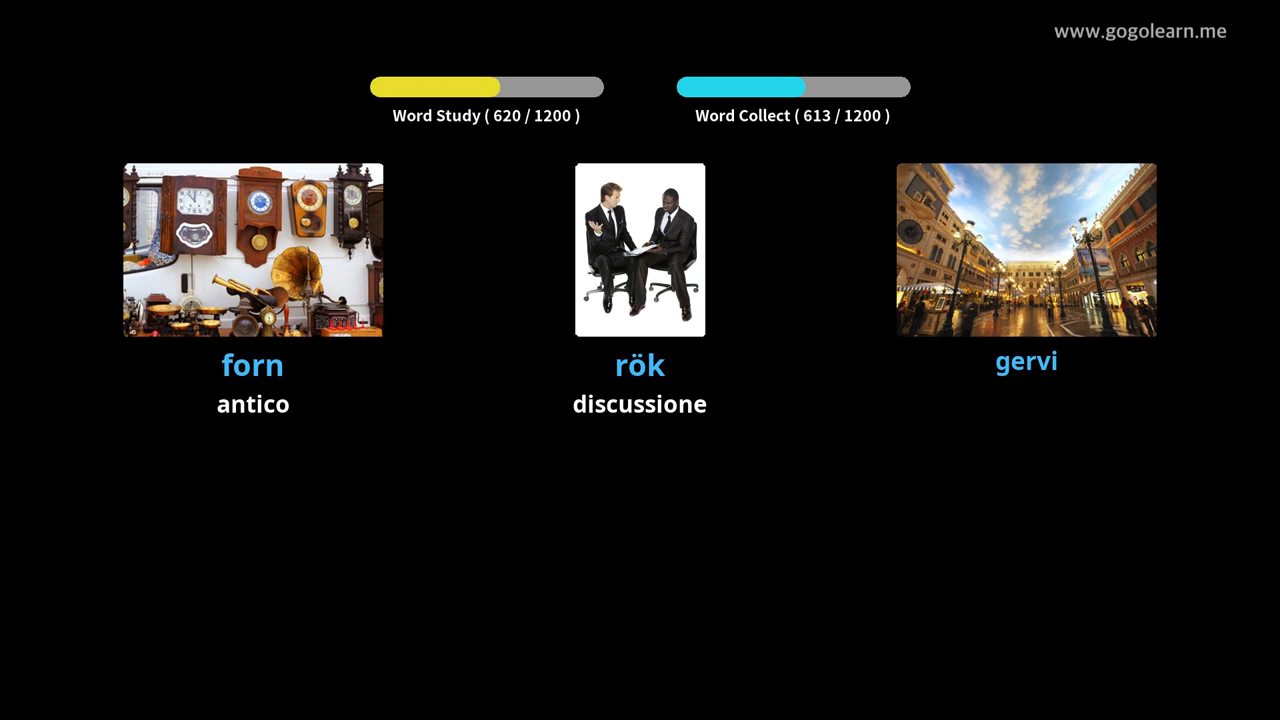 www.gogolearn.me
Word Study ( 620 / 1200 )
Word Collect ( 613 / 1200 )
forn
rök
gervi
antico
discussione